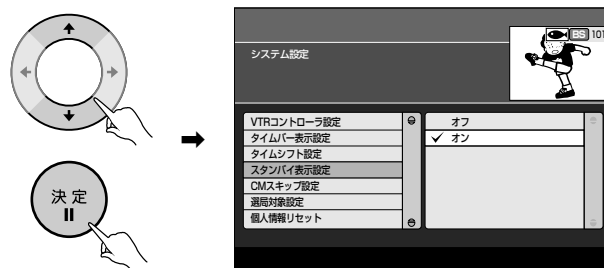 決定
システム設定
BS 101
VTRコントローラ設定
タイムバー表示設定
タイムシフト設定
スタンバイ表示設定
CMスキップ設定
選局対象設定
個人情報リセット
オフ
✓ オン